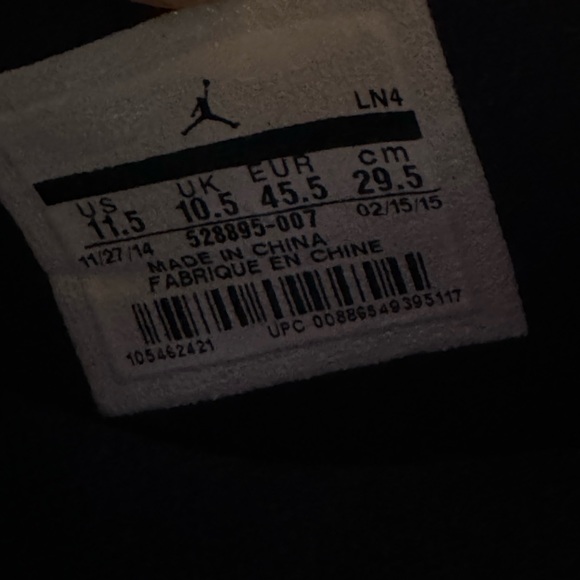 LN4
US UK EUR cm
11.5 10.5 45.5 29.5
11/27/14 528895-007 02/15/15
MADE IN CHINA
FABRIQUE EN CHINE
105462421 UPC 00886549395117